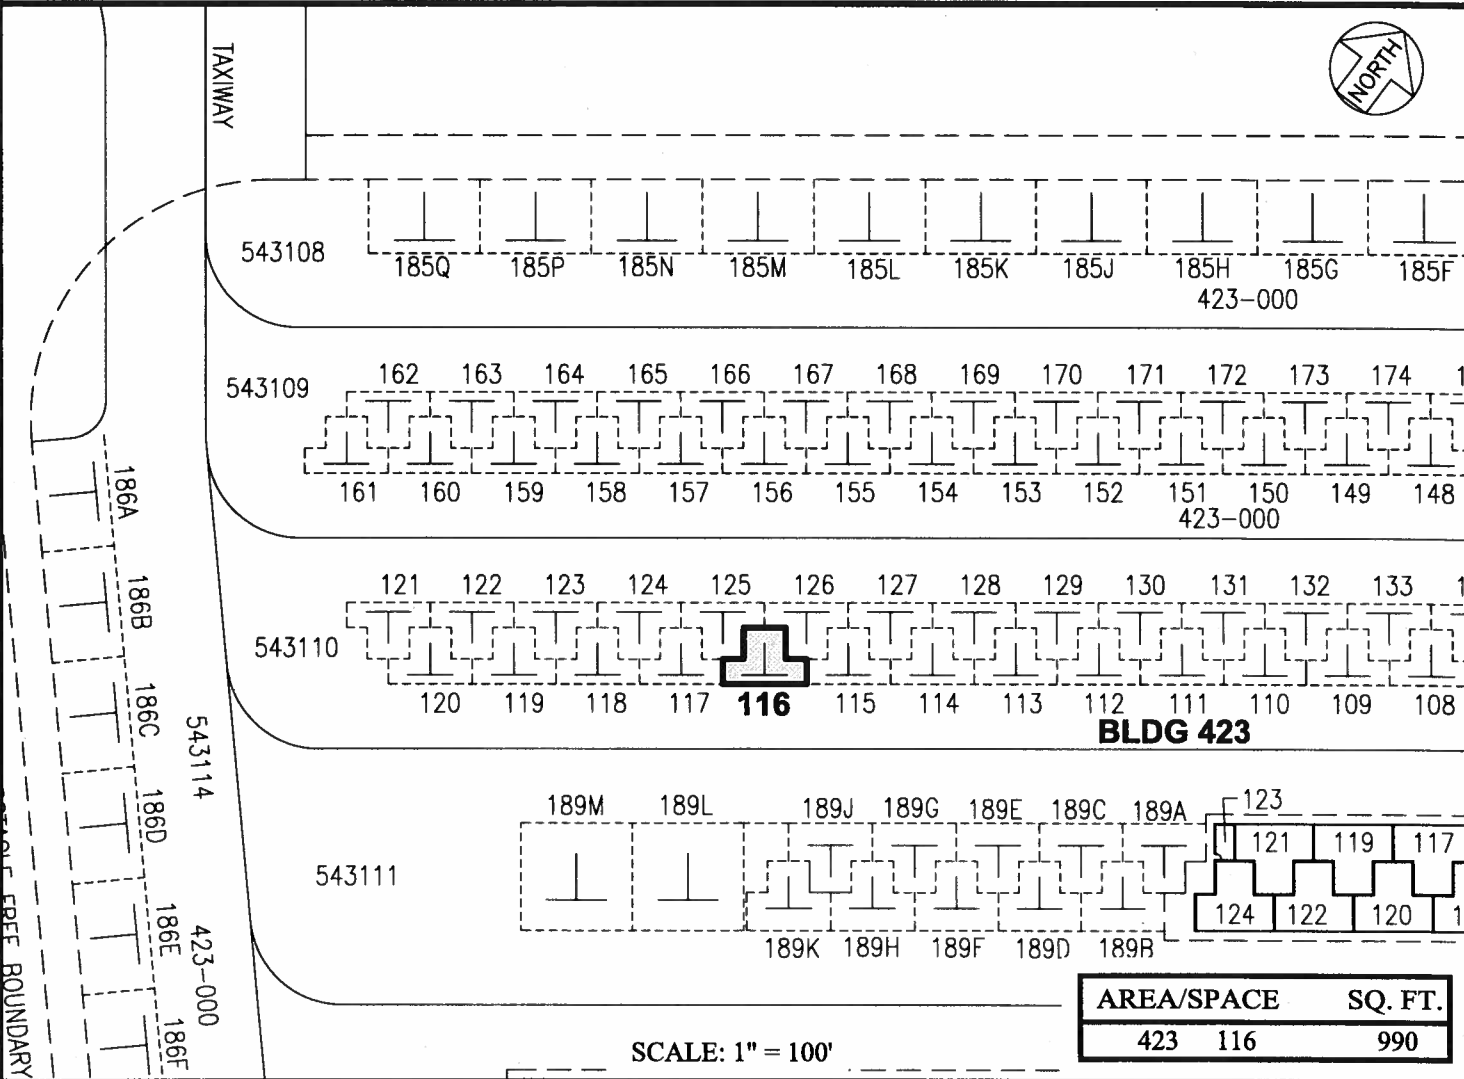 TAXIWAY
NORTH
543108
185Q 185P 185N 185M 185L 185K 185J 185H 185G 185F
423-000
543109
162 163 164 165 166 167 168 169 170 171 172 173 174
161 160 159 158 157 156 155 154 153 152 151 150 149 148
423-000
186A
186B
186C
186D
186E
186F
543114
423-000
543110
121 122 123 124 125 126 127 128 129 130 131 132 133
120 119 118 117 116 115 114 113 112 111 110 109 108
BLDG 423
543111
189M 189L 189J 189G 189E 189C 189A
189K 189H 189F 189D 189B
123
121 119 117
124 122 120
FREE BOUNDARY
AREA/SPACE SQ. FT.
423 116 990
SCALE: 1" = 100'